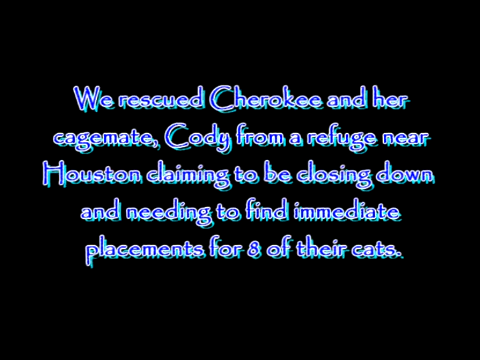 We rescued Cherokee and her
cagemate, Cody from a refuge near
Houston claiming to be closing down
and needing to find immediate
placements for 8 of their cats.